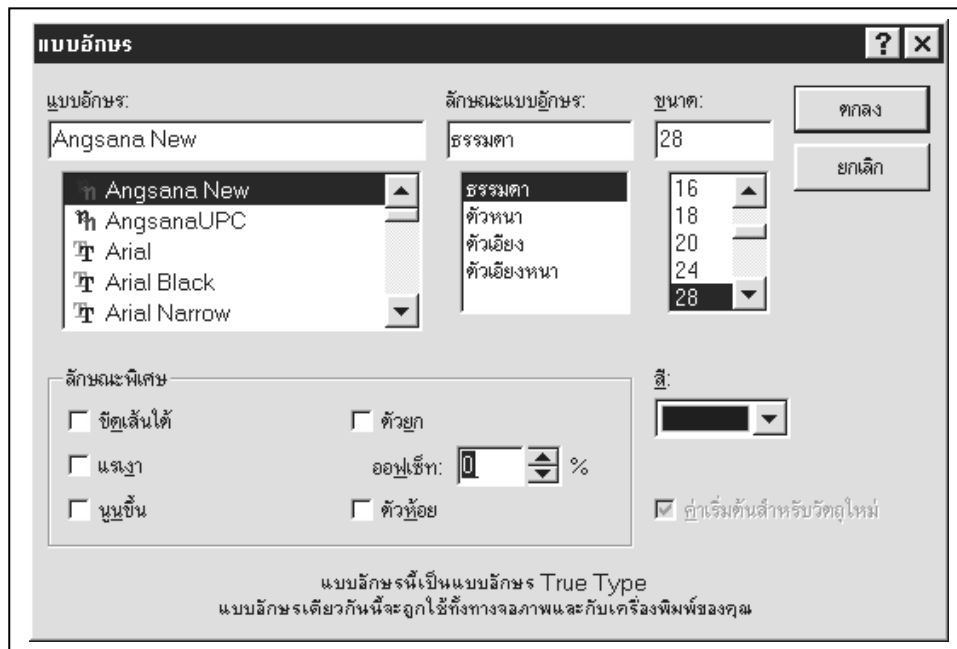 แบบอักษร
แบบอักษร: ลักษณะแบบอักษร: ขนาด:
ตกลง
Angsana New ธรรมดา 28
ยกเลิก
Angsana New ธรรมดา 16
AngsanaUPC ตัวหนา 18
Arial ตัวเอียง 20
Arial Black ตัวเอียงหนา 24
Arial Narrow 28
ลักษณะพิเศษ สี:
ขีดเส้นใต้ ตัวยก
แรเงา ออฟเซ็ท: 0 %
นูนขึ้น ตัวห้อย ค่าเริ่มต้นสำหรับวัตถุใหม่
แบบอักษรนี้เป็นแบบอักษร True Type
แบบอักษรเดียวกันนี้จะถูกใช้ทั้งทางจอภาพและกับเครื่องพิมพ์ของคุณ